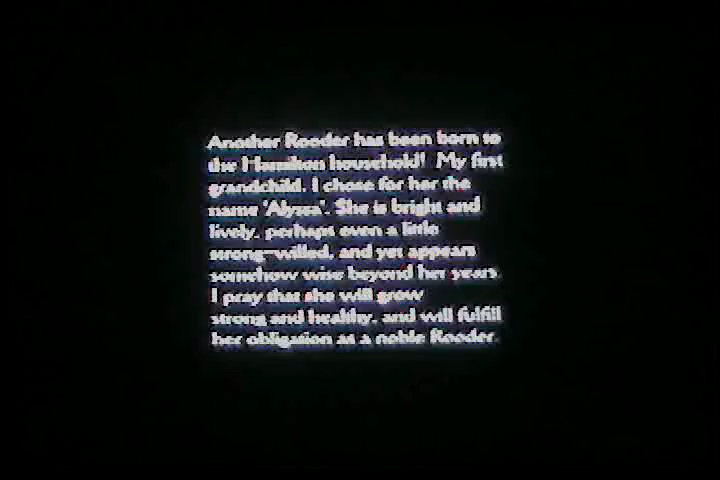 Another Rooder has been born to
the Hamilton household! My first
grandchild. I chose for her the
name 'Alyssa'. She is bright and
lively, perhaps even a little
strong-willed, and yet appears
somehow wise beyond her years.
I pray that she will grow
strong and healthy, and will fulfill
her obligation as a noble Rooder.